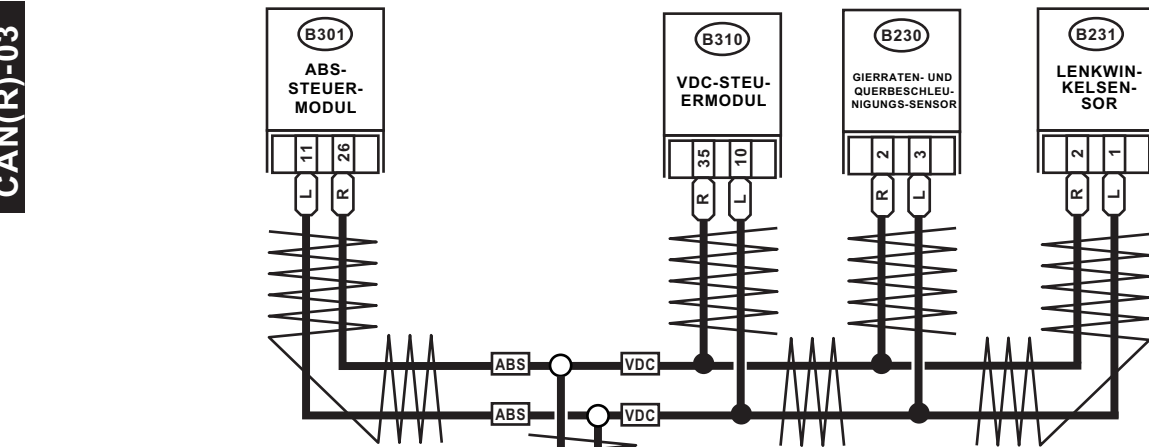 CAN(R)-03
B301
ABS-
STEUER-
MODUL
11 26
L R
B310
VDC-STEU-
ERMODUL
35 10
R L
B230
GIERRATEN- UND
QUERBESCHLEU-
NIGUNGS-SENSOR
2 3
R L
B231
LENKWIN-
KELSEN-
SOR
2 1
R L
ABS VDC
ABS VDC